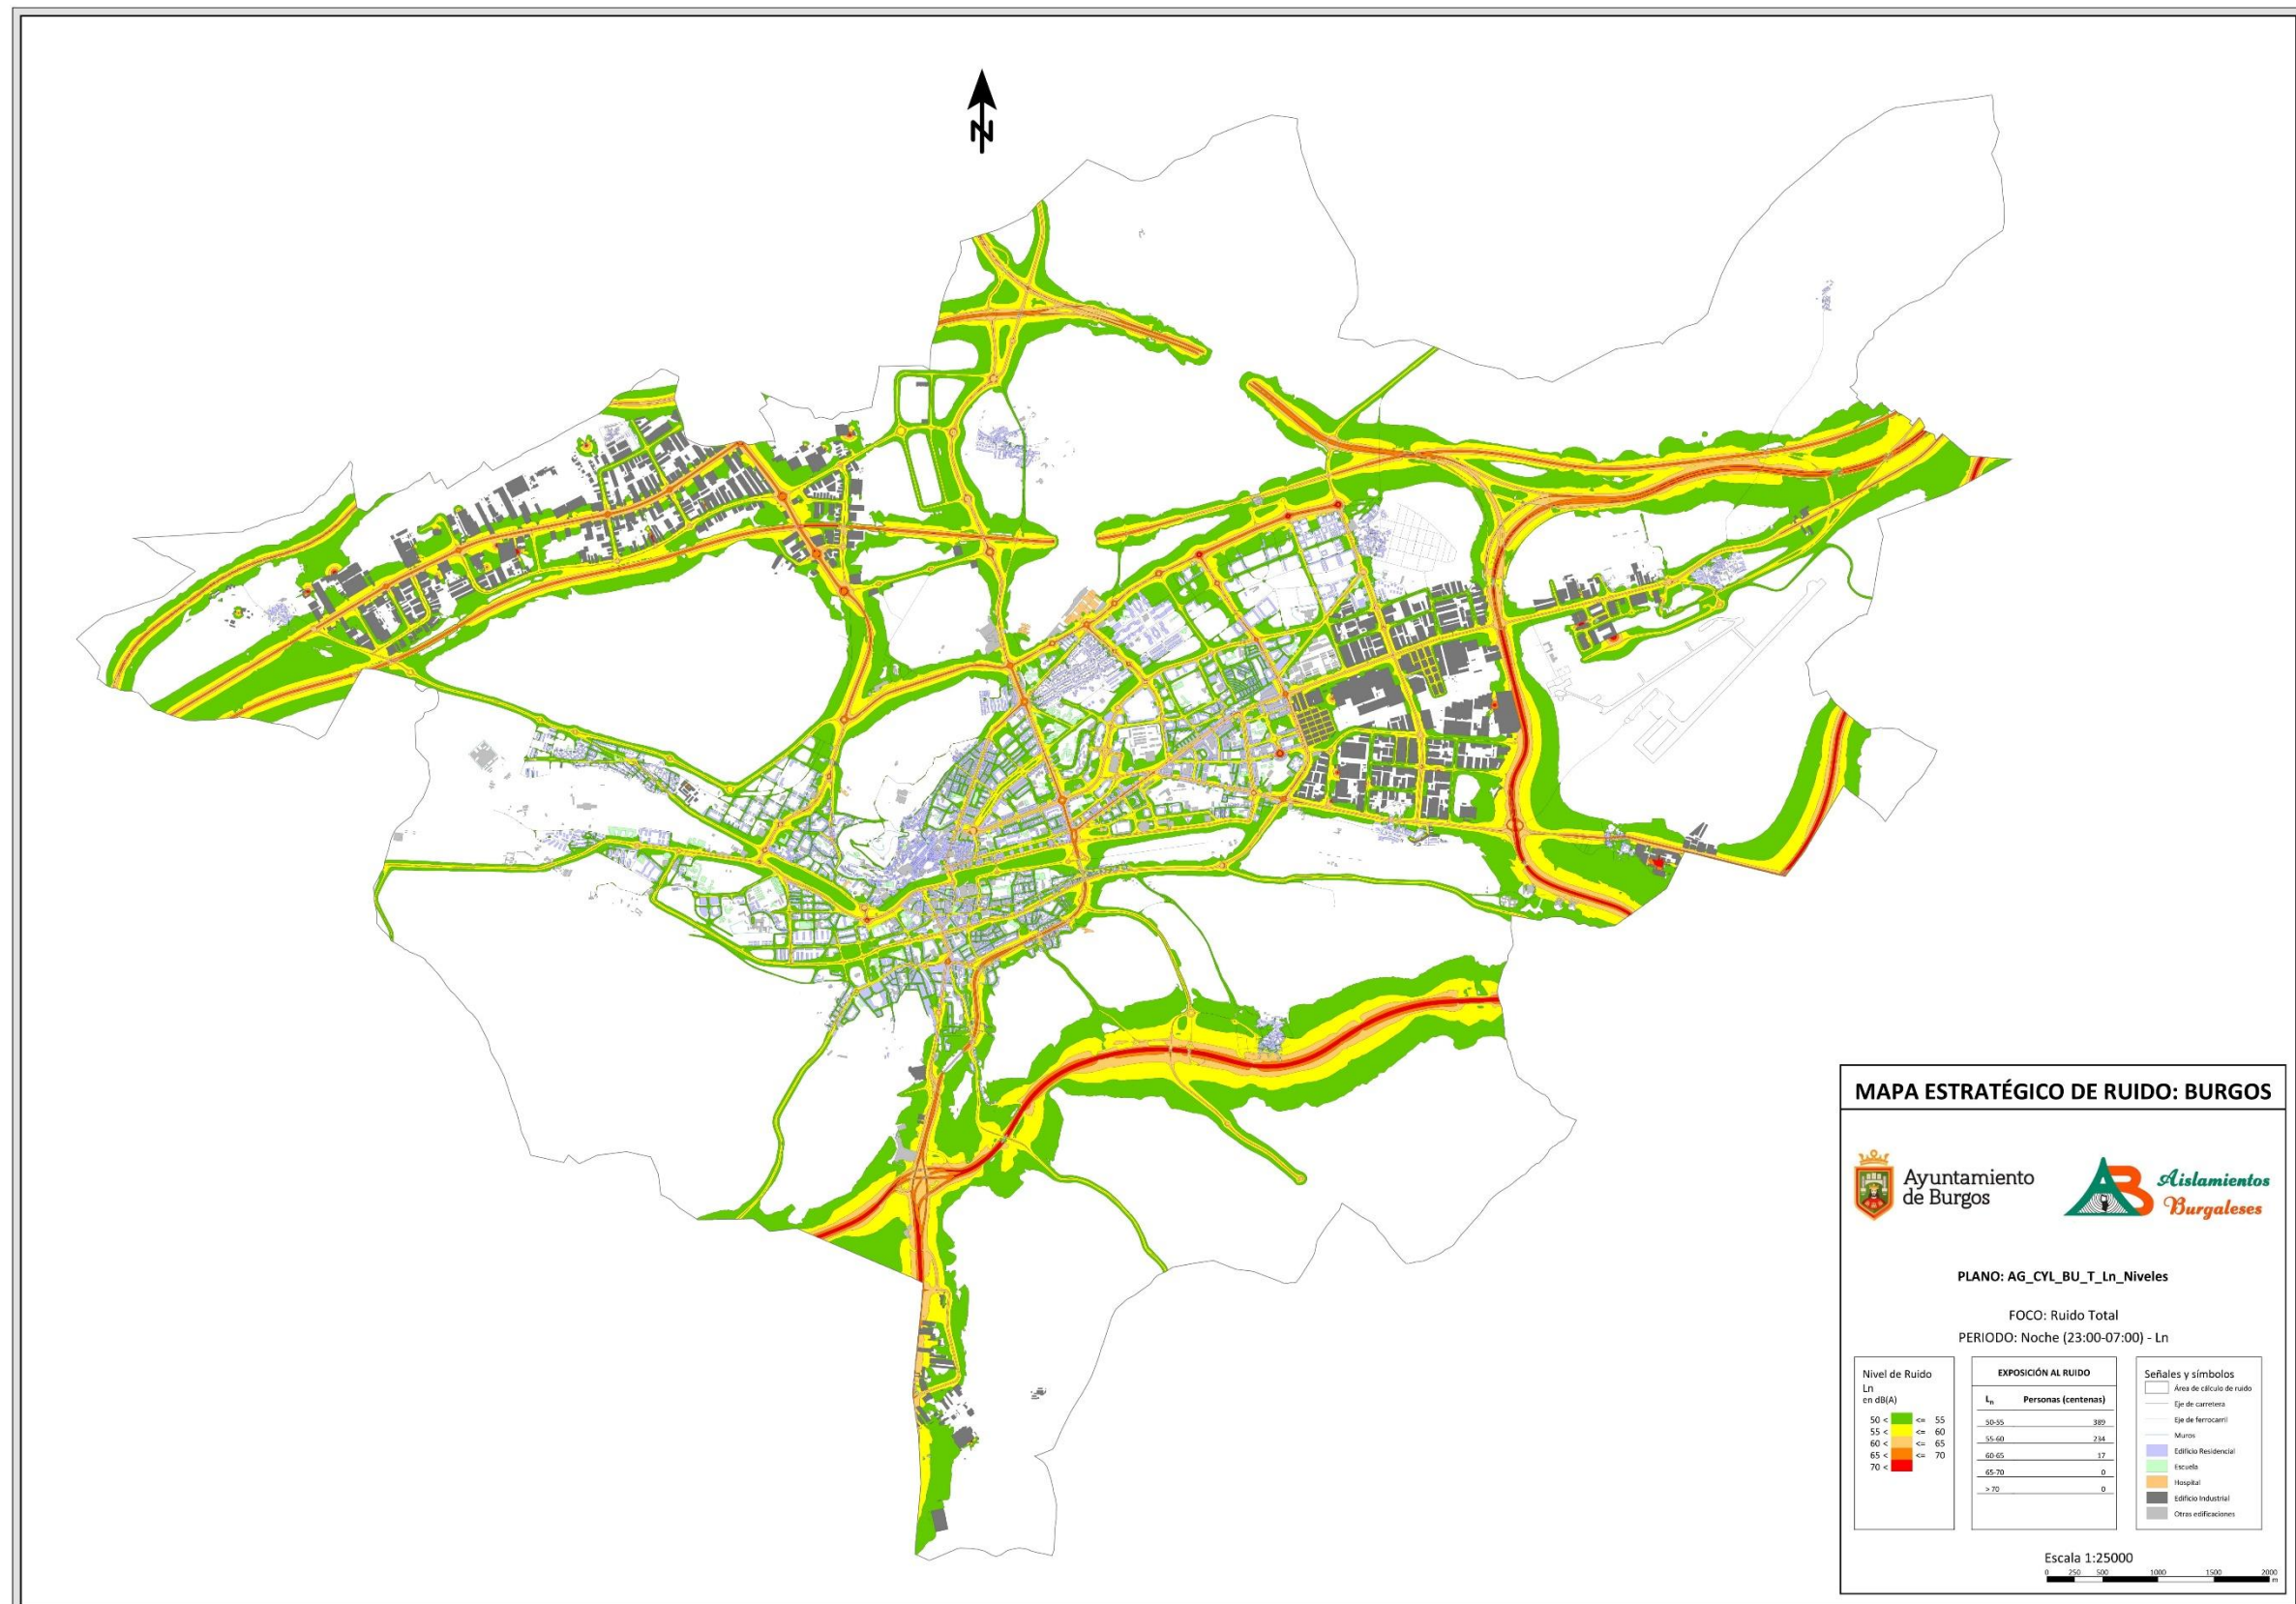 N
MAPA ESTRATÉGICO DE RUIDO: BURGOS
Ayuntamiento
de Burgos
Aislamientos
Burgaleses
PLANO: AG_CYL_BU_T_Ln_Niveles
FOCO: Ruido Total
PERIODO: Noche (23:00-07:00) - Ln
Nivel de Ruido
Ln
en dB(A)
50 < <= 55
55 < <= 60
60 < <= 65
65 < <= 70
70 <
EXPOSICIÓN AL RUIDO
Ln Personas (centenas)
50-55 389
55-60 234
60-65 17
65-70 0
> 70 0
Señales y símbolos
Área de cálculo de ruido
Eje de carretera
Eje de ferrocarril
Muros
Edificio Residencial
Escuela
Hospital
Edificio Industrial
Otras edificaciones
Escala 1:25000
0 250 500 1000 1500 2000
m